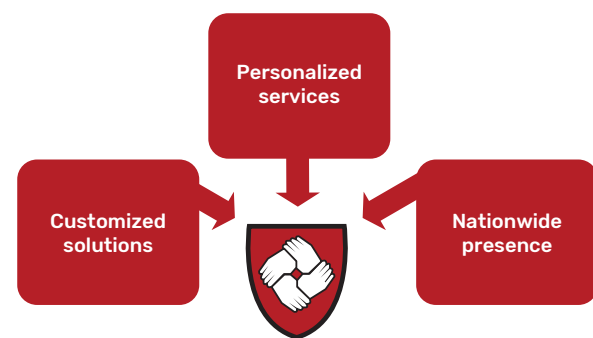 Personalized
services
Customized
solutions
Nationwide
presence